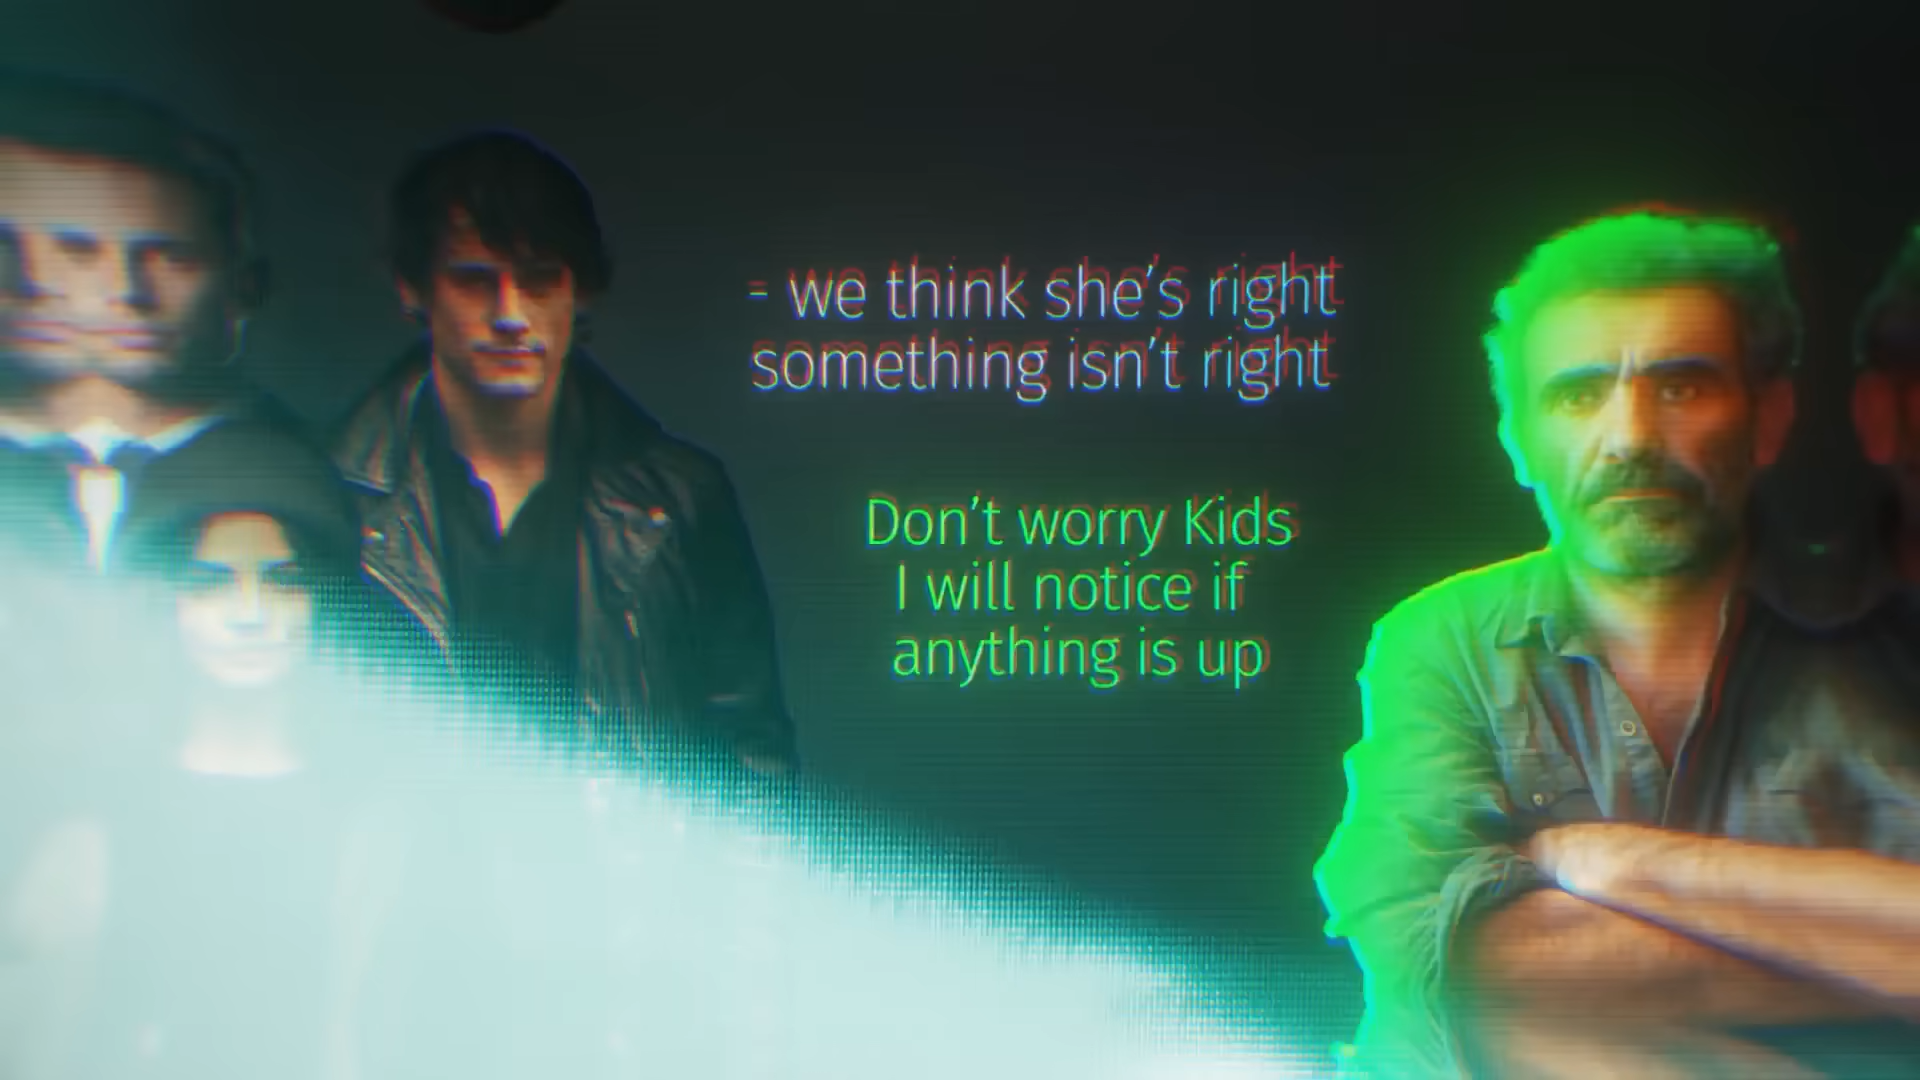 = we think she's right
something isn't right
Don't worry Kids
I will notice if
anything is up